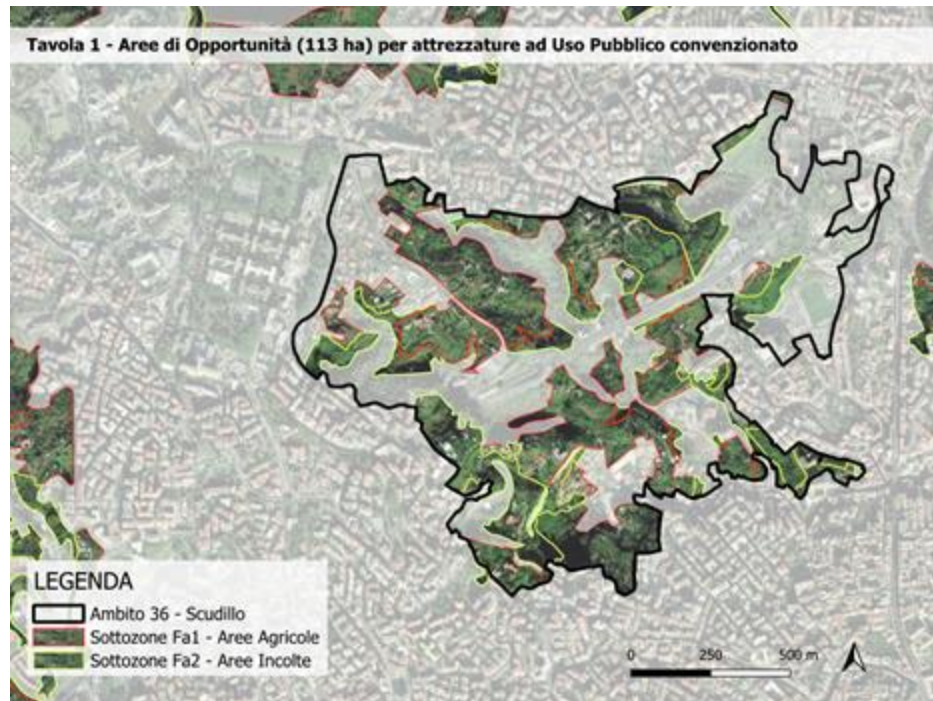 Tavola 1 - Aree di Opportunità (113 ha) per attrezzature ad Uso Pubblico convenzionato
LEGENDA
Ambito 36 - Scudillo
Sottozone Fa1 - Aree Agricole
Sottozone Fa2 - Aree Incolte
0 250 500 m